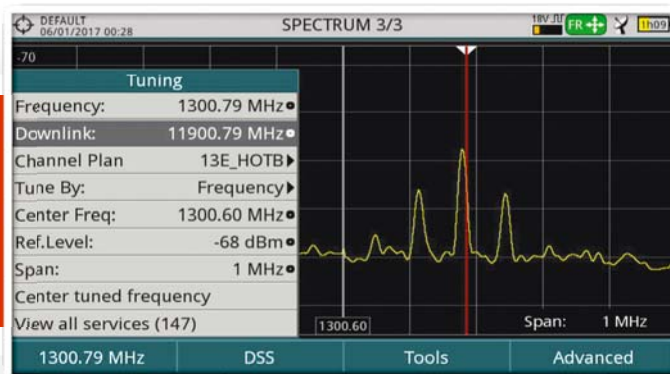 DEFAULT
06/01/2017 00:28
SPECTRUM 3/3
18V
FR
1h09
-70
Tuning
Frequency: 1300.79 MHz
Downlink: 11900.79 MHz
Channel Plan 13E_HOTB
Tune By: Frequency
Center Freq: 1300.60 MHz
Ref.Level: -68 dBm
Span: 1 MHz
Center tuned frequency
View all services (147)
1300.60
Span: 1 MHz
1300.79 MHz DSS Tools Advanced